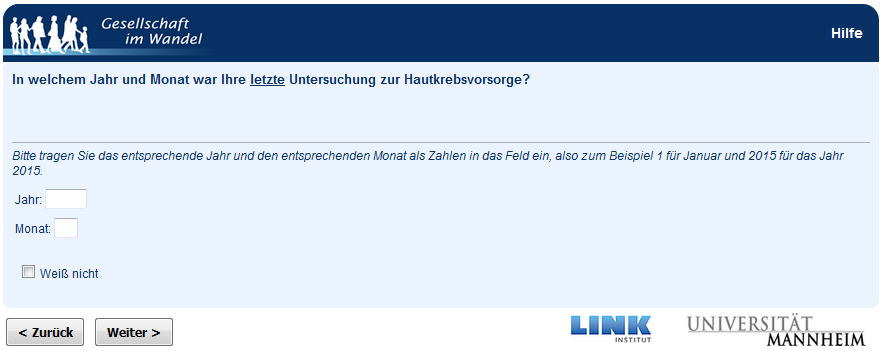 Gesellschaft
im Wandel
Hilfe
In welchem Jahr und Monat war Ihre letzte Untersuchung zur Hautkrebsvorsorge?
Bitte tragen Sie das entsprechende Jahr und den entsprechenden Monat als Zahlen in das Feld ein, also zum Beispiel 1 für Januar und 2015 für das Jahr
2015.
Jahr:
Monat:
Weiß nicht
< Zurück
Weiter >
LINK
INSTITUT
UNIVERSITÄT
MANNHEIM